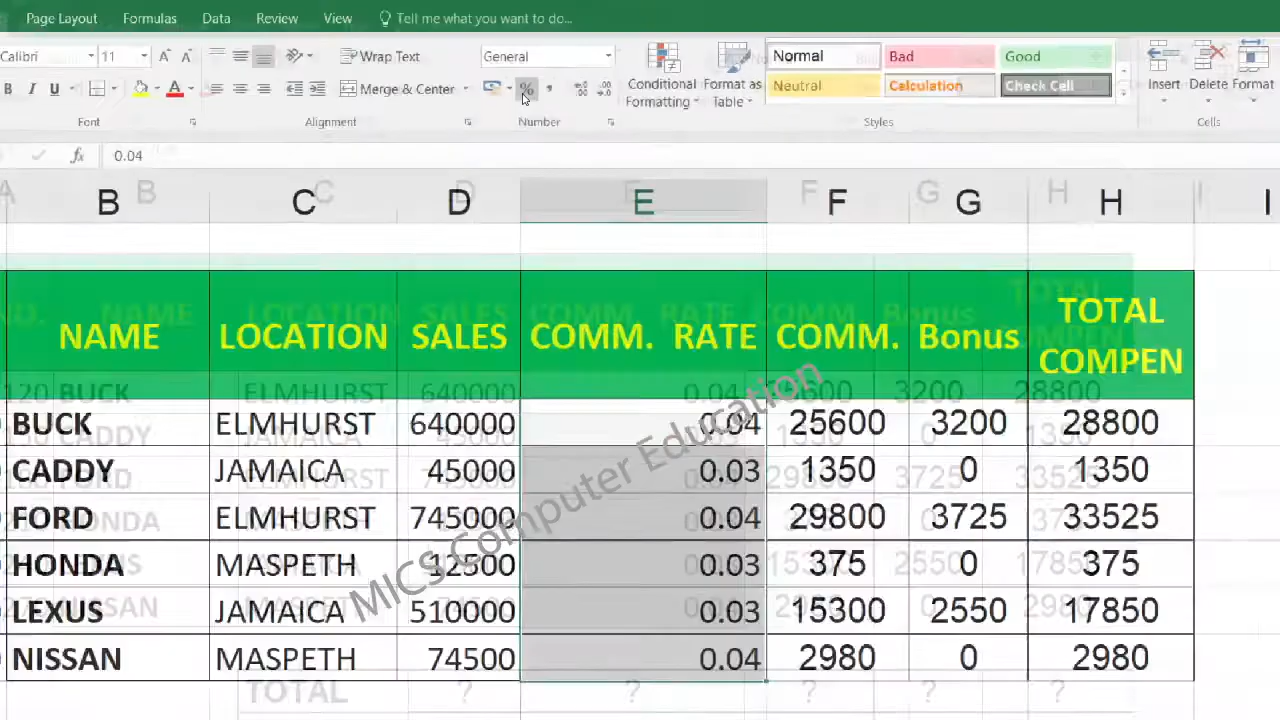 Page Layout Formulas Data Review View Tell me what you want to do...
Calibri 11 Wrap Text General Normal Bad Good
B I U Merge & Center % Conditional Formatting Format as Table Neutral Calculation Check Cell Insert Delete Format
Font Alignment Number Styles Cells
fx 0.04
B C D E F G H I
NAME LOCATION SALES COMM. RATE COMM. Bonus TOTAL COMPEN
BUCK ELMHURST 640000 0.04 25600 3200 28800
CADDY JAMAICA 45000 0.03 1350 0 1350
FORD ELMHURST 745000 0.04 29800 3725 33525
HONDA MASPETH 12500 0.03 375 0 375
LEXUS JAMAICA 510000 0.03 15300 2550 17850
NISSAN MASPETH 74500 0.04 2980 0 2980
TOTAL ? ? ? ? ?
MICS Computer Education